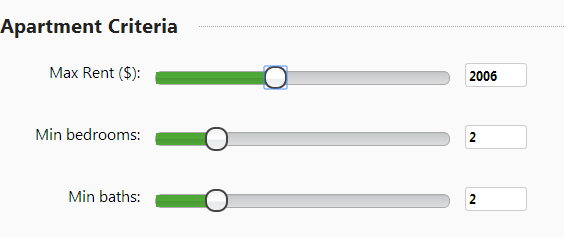 Apartment Criteria
Max Rent ($): 2006
Min bedrooms: 2
Min baths: 2